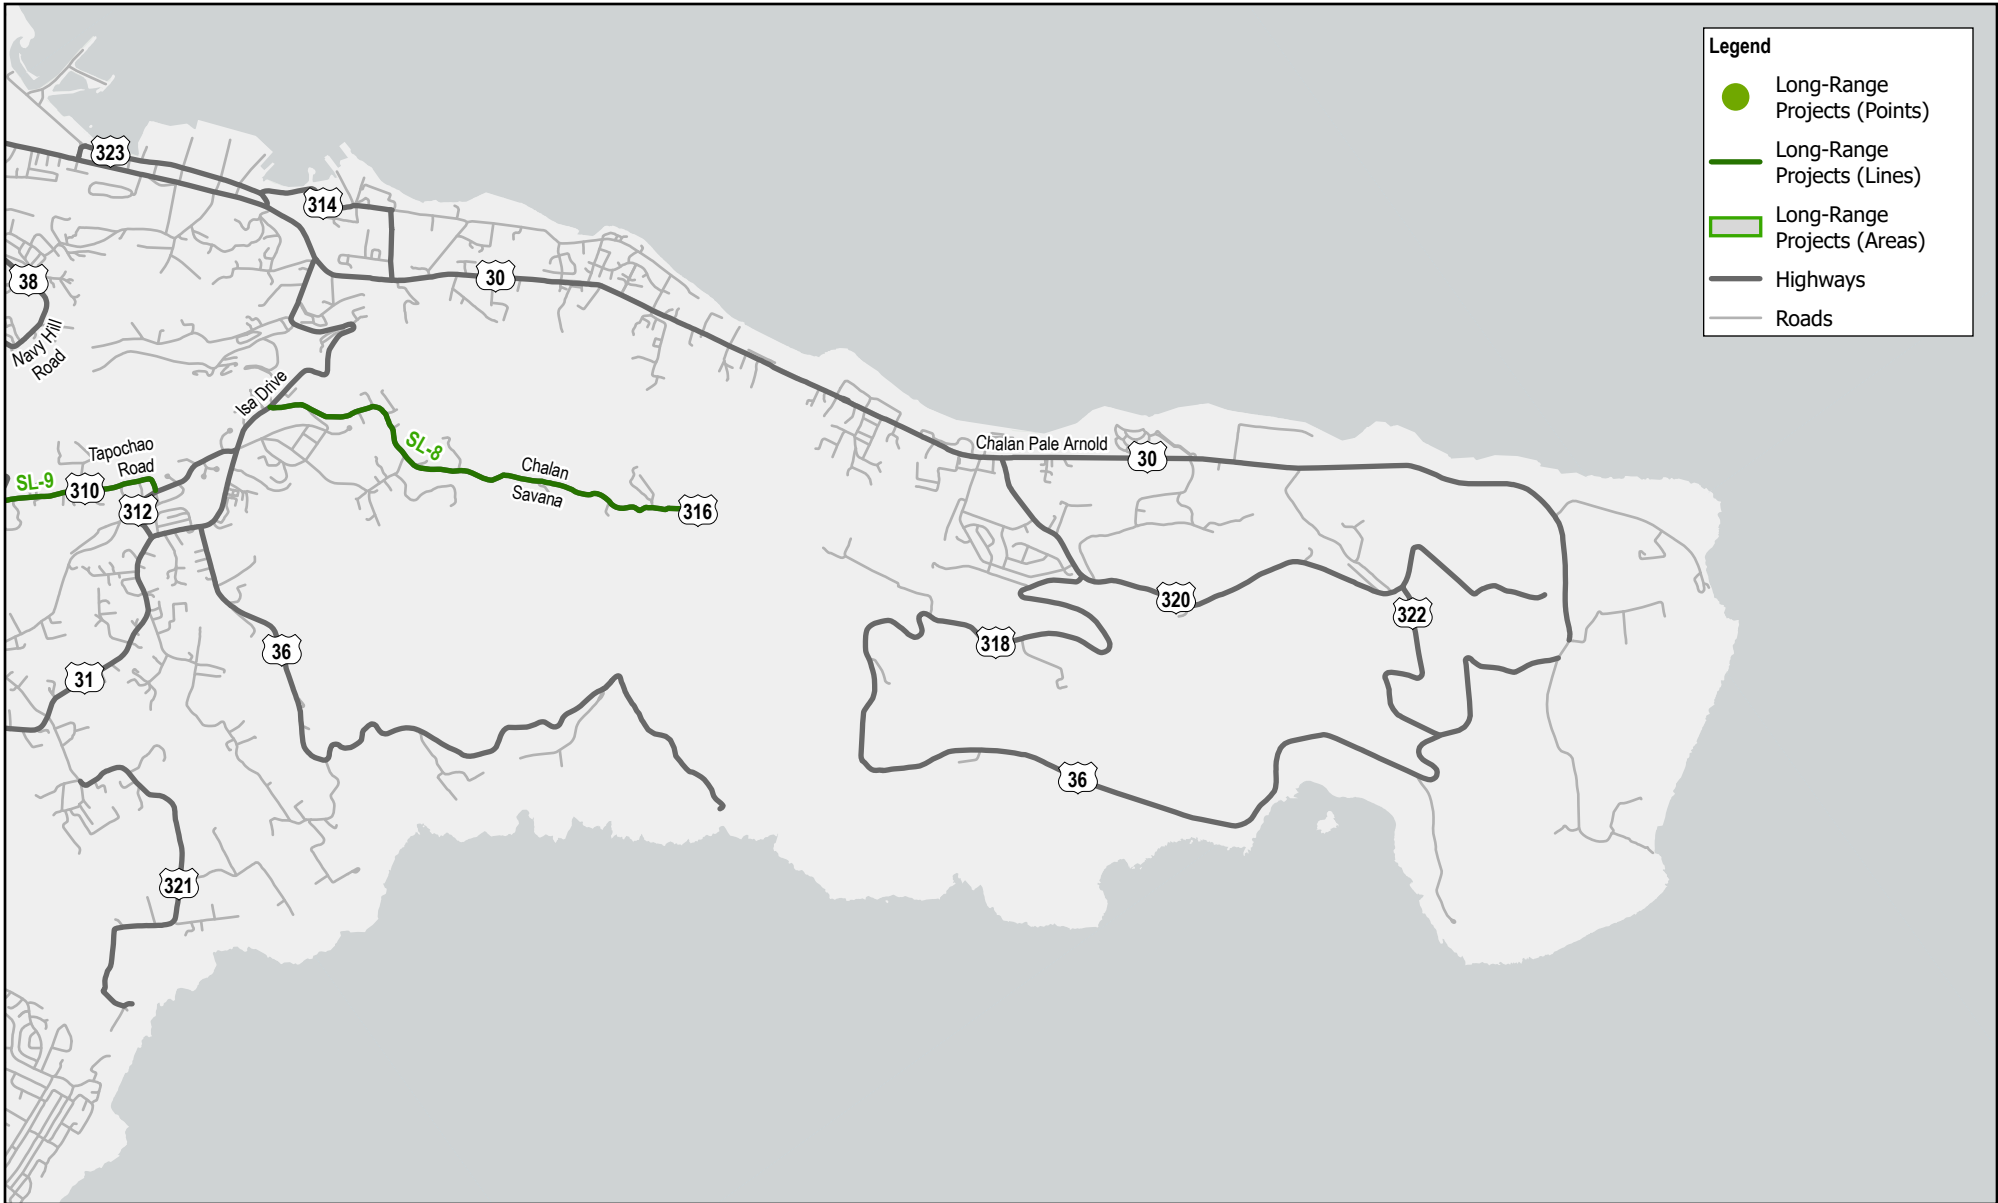 Legend
Long-Range
Projects (Points)
Long-Range
Projects (Lines)
Long-Range
Projects (Areas)
Highways
Roads
323
314
38
30
Navy Hill
Road
Isa Drive
SL-8
Chalan Pale Arnold
30
Tapochao
Road
Chalan
Savana
SL-9
310
312
316
320
322
318
36
31
36
321